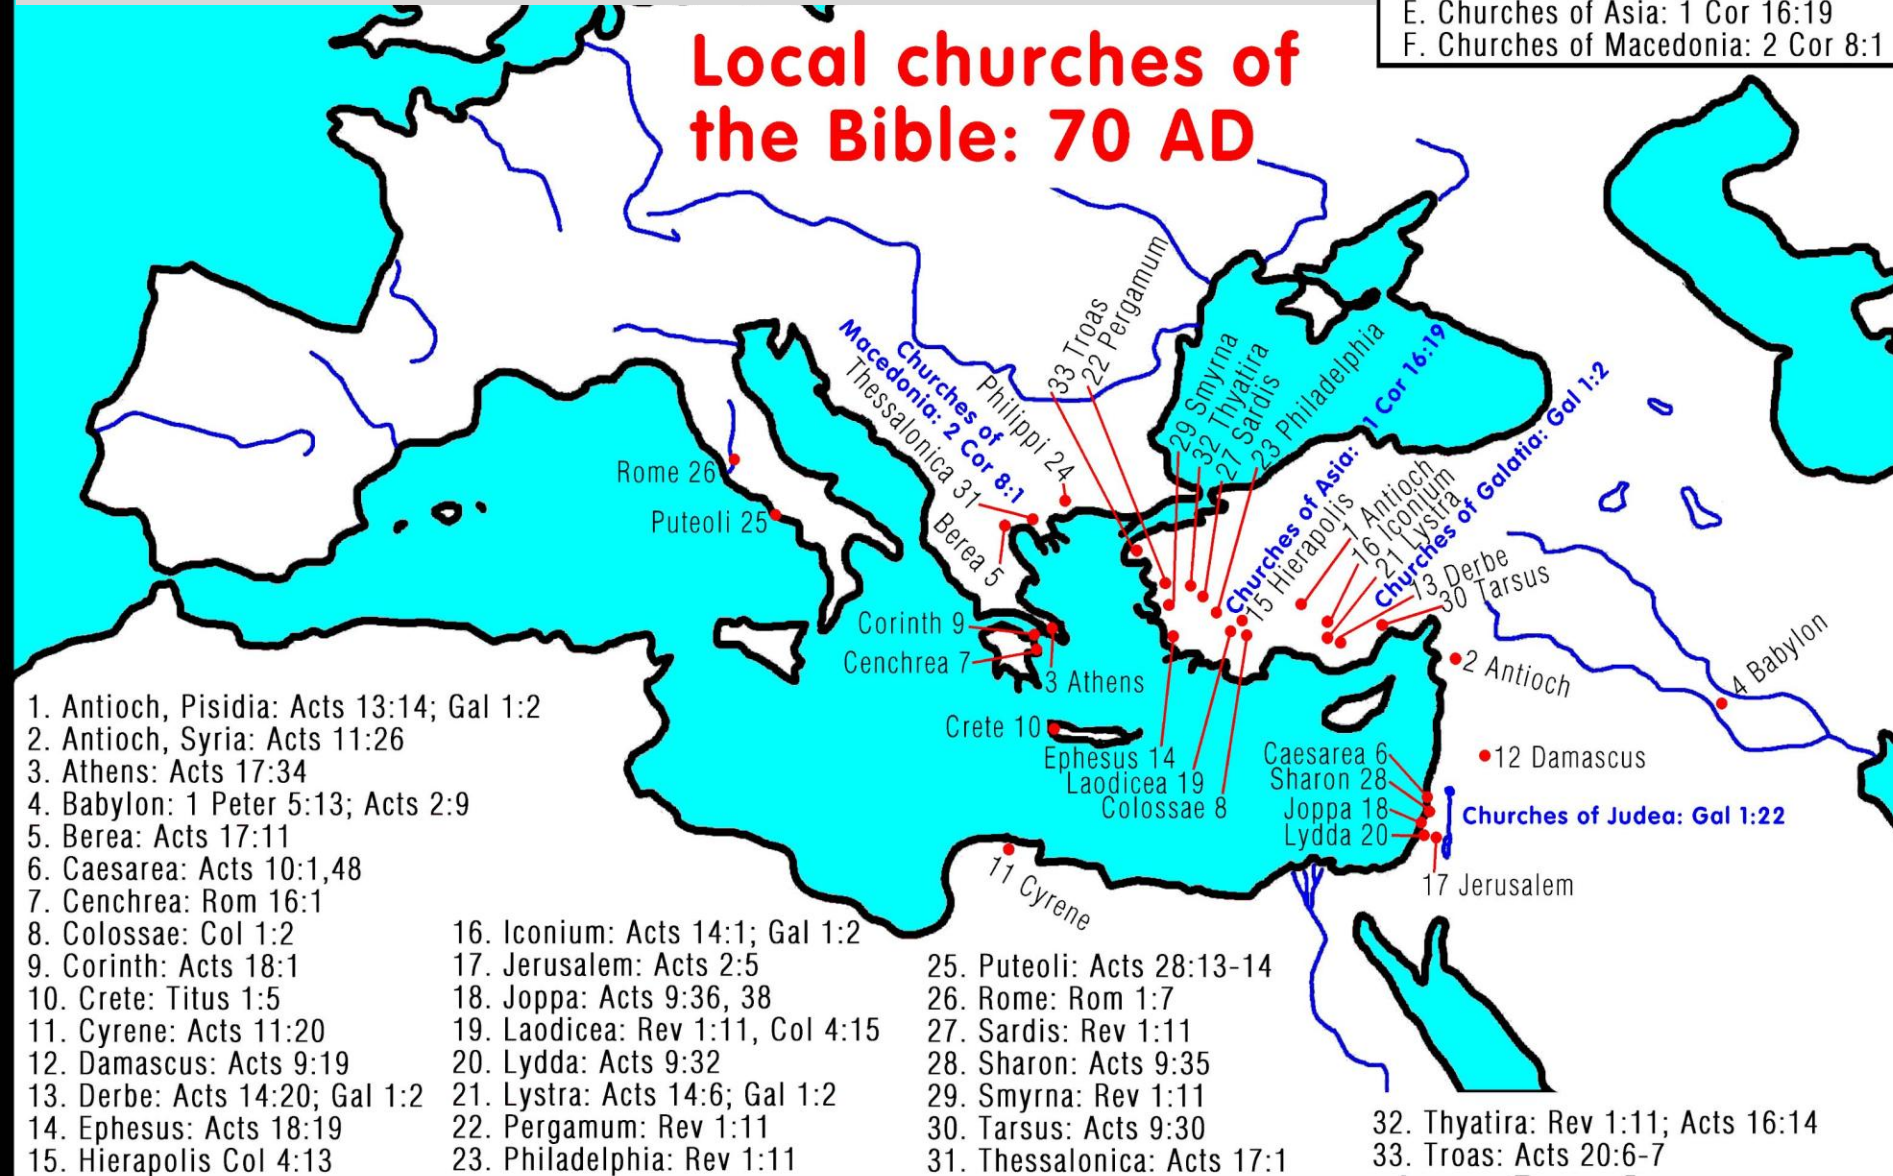 E. Churches of Asia: 1 Cor 16:19
F. Churches of Macedonia: 2 Cor 8:1
Local churches of
the Bible: 70 AD
33 Troas
22 Pergamum
Churches of
Macedonia: 2 Cor 8:1
Thessalonica 31
Philippi 24
Berea 5
29 Smyrna
32 Thyatira
27 Sardis
23 Philadelphia
Churches of Asia: 1 Cor 16:19
15 Hierapolis
1 Antioch
16 Iconium
21 Lystra
Churches of Galatia: Gal 1:2
13 Derbe
30 Tarsus
Rome 26
Puteoli 25
Corinth 9
Cenchrea 7
3 Athens
Crete 10
Ephesus 14
Laodicea 19
Colossae 8
2 Antioch
4 Babylon
12 Damascus
Caesarea 6
Sharon 28
Joppa 18
Lydda 20
Churches of Judea: Gal 1:22
17 Jerusalem
11 Cyrene
1. Antioch, Pisidia: Acts 13:14; Gal 1:2
2. Antioch, Syria: Acts 11:26
3. Athens: Acts 17:34
4. Babylon: 1 Peter 5:13; Acts 2:9
5. Berea: Acts 17:11
6. Caesarea: Acts 10:1,48
7. Cenchrea: Rom 16:1
8. Colossae: Col 1:2
9. Corinth: Acts 18:1
10. Crete: Titus 1:5
11. Cyrene: Acts 11:20
12. Damascus: Acts 9:19
13. Derbe: Acts 14:20; Gal 1:2
14. Ephesus: Acts 18:19
15. Hierapolis Col 4:13
16. Iconium: Acts 14:1; Gal 1:2
17. Jerusalem: Acts 2:5
18. Joppa: Acts 9:36, 38
19. Laodicea: Rev 1:11, Col 4:15
20. Lydda: Acts 9:32
21. Lystra: Acts 14:6; Gal 1:2
22. Pergamum: Rev 1:11
23. Philadelphia: Rev 1:11
25. Puteoli: Acts 28:13-14
26. Rome: Rom 1:7
27. Sardis: Rev 1:11
28. Sharon: Acts 9:35
29. Smyrna: Rev 1:11
30. Tarsus: Acts 9:30
31. Thessalonica: Acts 17:1
32. Thyatira: Rev 1:11; Acts 16:14
33. Troas: Acts 20:6-7